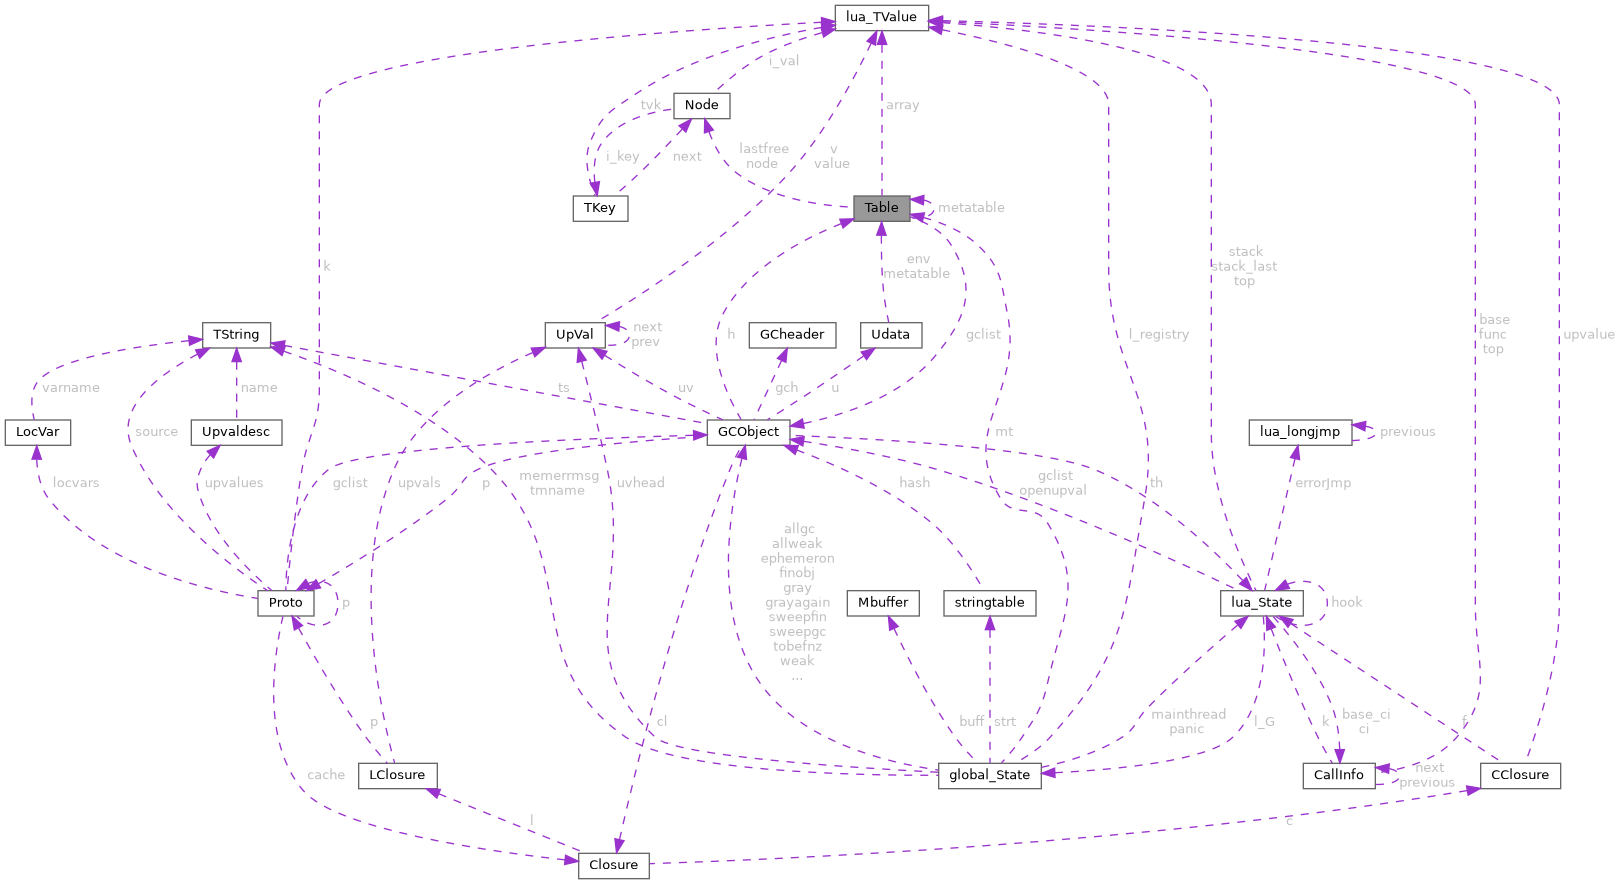 lua_TValue
i_val
Node
tvk
array
i_key
next
lastfree
node
v
value
TKey
Table
metatable
k
env
metatable
stack
stack_last
top
TString
UpVal
next
prev
GCheader
Udata
h
gclist
l_registry
base
func
top
upvalue
varname
name
ts
uv
gch
u
LocVar
source
Upvaldesc
GCObject
mt
lua_longjmp
previous
locvars
upvalues
gclist
upvals
p
memerrmsg
tmname
uvhead
hash
gclist
openupval
th
errorJmp
allgc
allweak
ephemeron
finobj
gray
grayagain
sweepfin
sweepgc
tobefnz
weak
...
Proto
p
Mbuffer
stringtable
lua_State
hook
p
cl
buff
strt
mainthread
panic
l_G
k
base_ci
ci
f
cache
LClosure
global_State
CallInfo
next
previous
CClosure
l
c
Closure